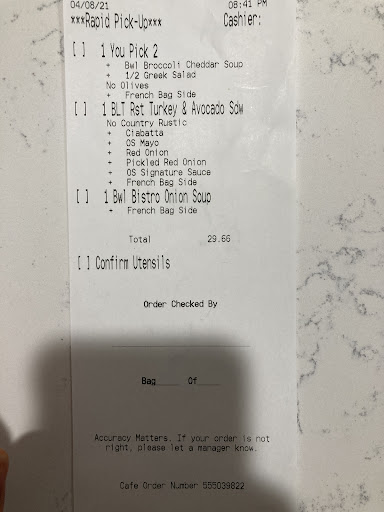 04/08/21 08:41 PM
***Rapid Pick-Up*** Cashier:
[ ] 1 You Pick 2
+ Bwl Broccoli Cheddar Soup
+ 1/2 Greek Salad
No Olives
+ French Bag Side
[ ] 1 BLT Rst Turkey & Avocado Sdw
No Country Rustic
+ Ciabatta
+ OS Mayo
+ Red Onion
+ Pickled Red Onion
+ OS Signature Sauce
+ French Bag Side
[ ] 1 Bwl Bistro Onion Soup
+ French Bag Side
Total 29.66
[ ] Confirm Utensils
Order Checked By
Bag____ Of____
Accuracy Matters. If your order is not
right, please let a manager know.
Cafe Order Number 555039822